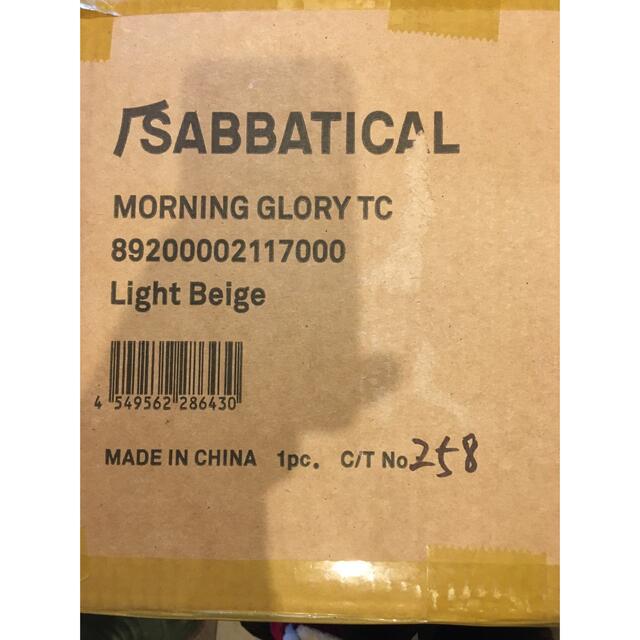 SABBATICAL
MORNING GLORY TC
89200002117000
Light Beige
4 549562 286430
MADE IN CHINA 1pc. C/T No 258